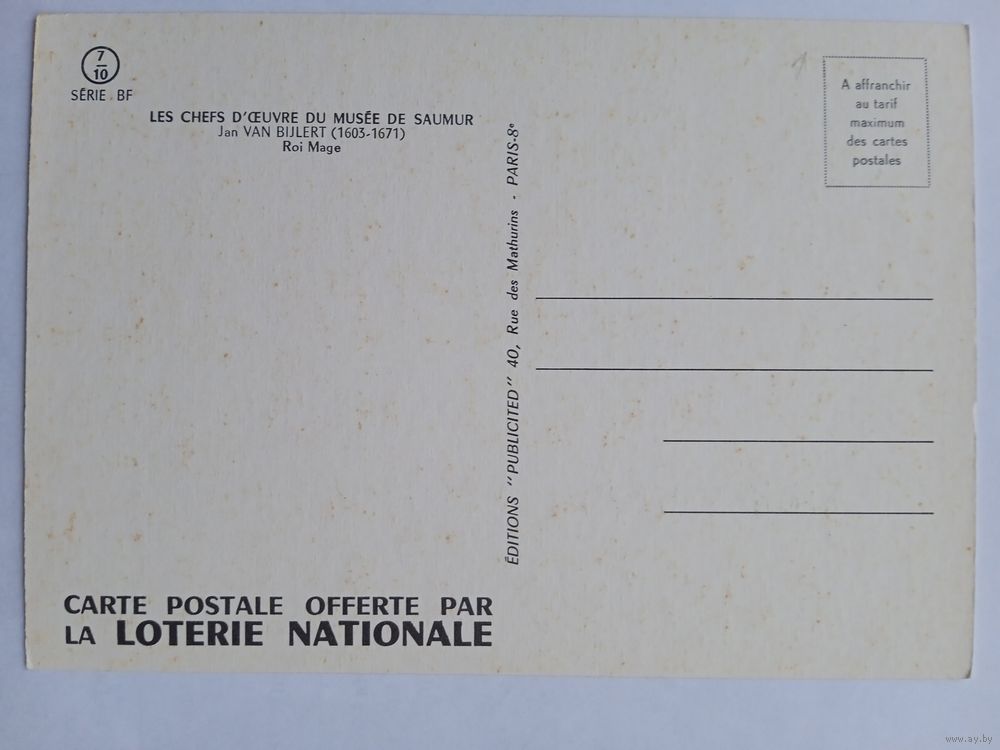 7
10
SÉRIE BF
LES CHEFS D'ŒUVRE DU MUSÉE DE SAUMUR
Jan VAN BIJLERT (1603-1671)
Roi Mage
ÉDITIONS "PUBLICITED" 40, Rue des Mathurins - PARIS-8e
A affranchir
au tarif
maximum
des cartes
postales
CARTE POSTALE OFFERTE PAR
LA LOTERIE NATIONALE
www.ay.by